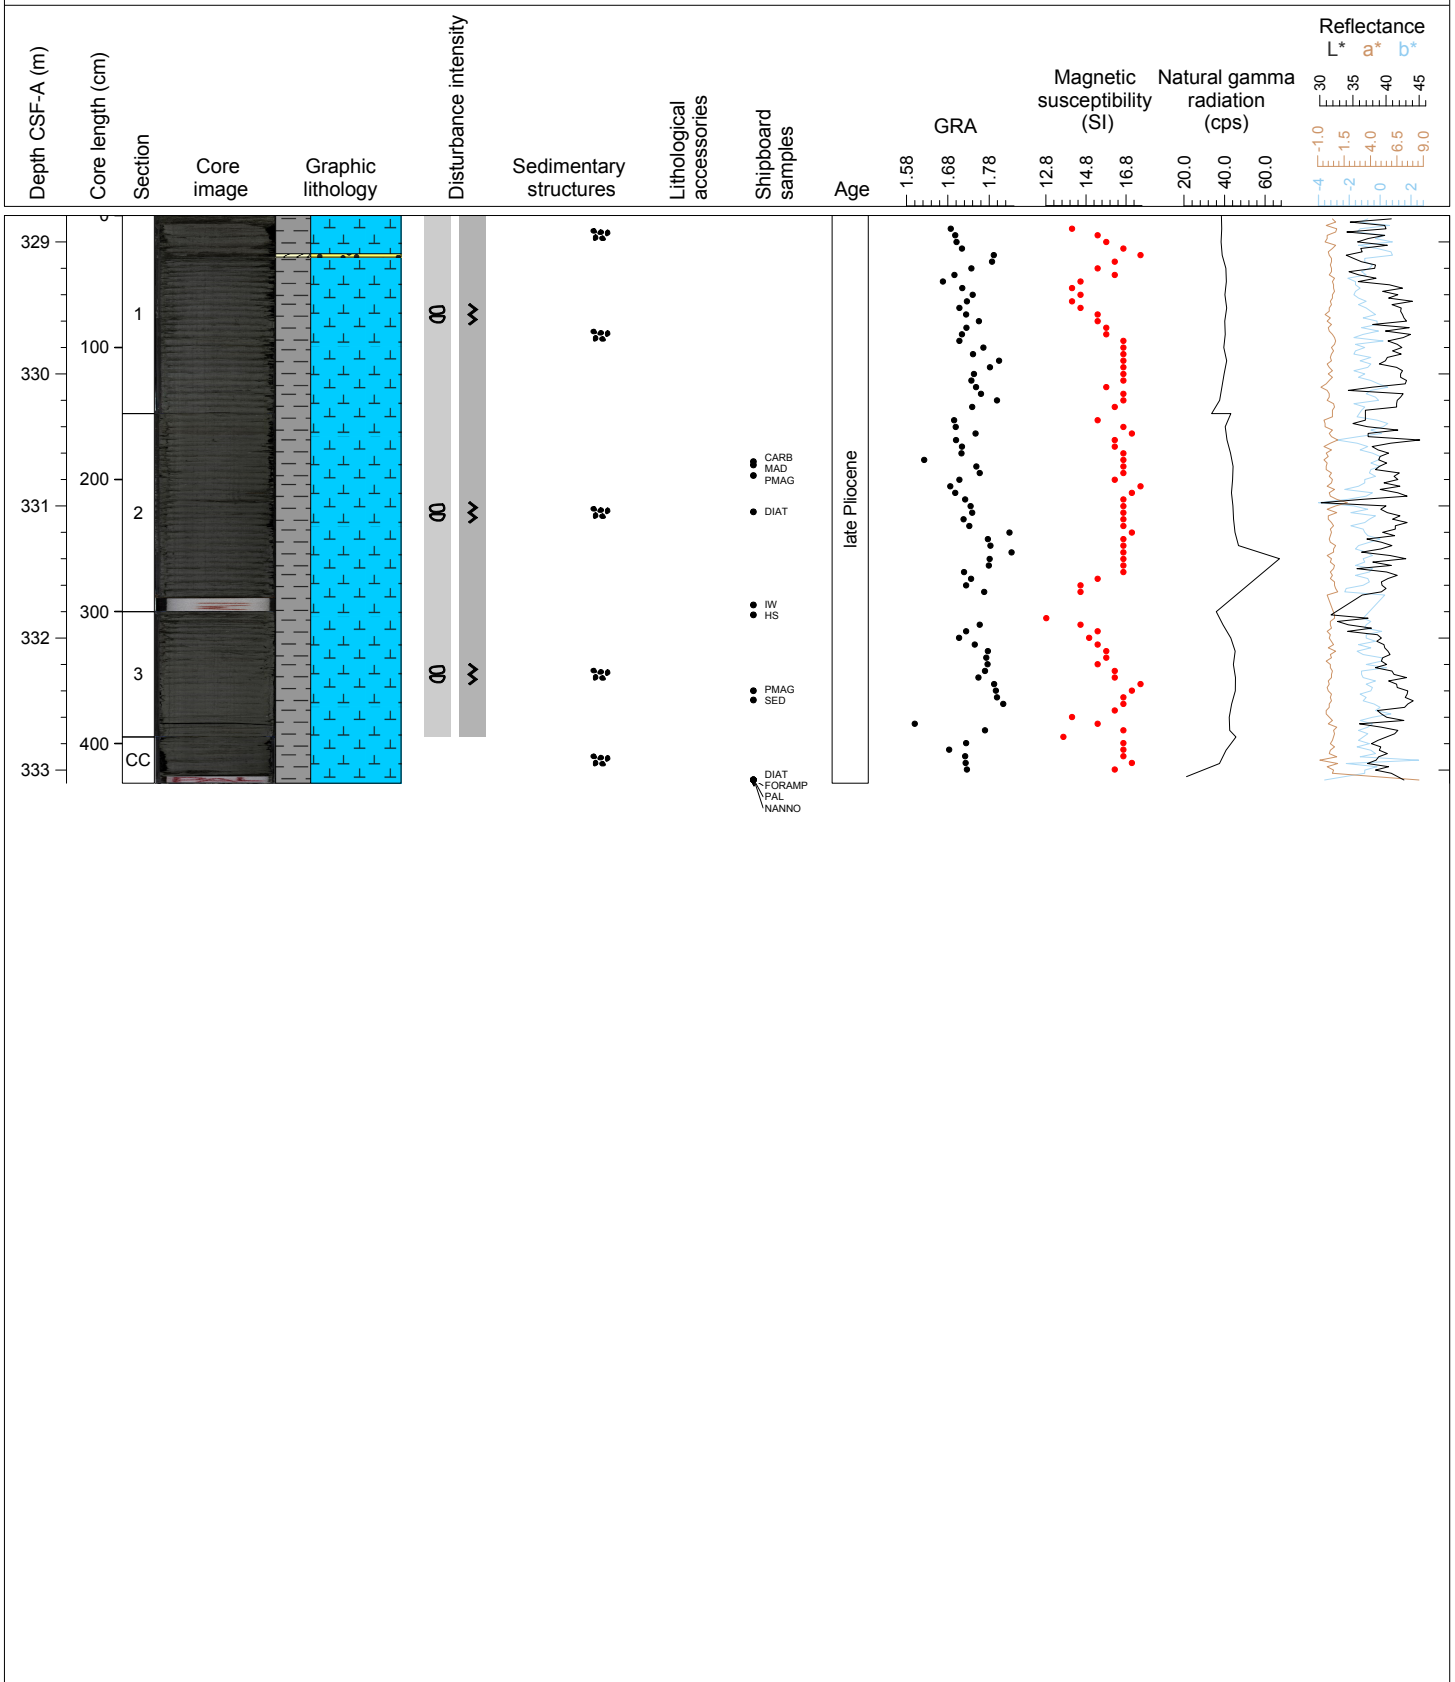 Depth CSF-A (m)
Core length (cm)
Section
Core
image
Graphic
lithology
Disturbance intensity
Sedimentary
structures
Lithological
accessories
Shipboard
samples
Age
GRA
1.58
1.68
1.78
Magnetic
susceptibility
(SI)
12.8
14.8
16.8
Natural gamma
radiation
(cps)
20.0
40.0
60.0
Reflectance
L* a* b*
30 35 40 45
-1.0 1.5 4.0 6.5 9.0
-4 -2 0 2
0
329
1
100
330
CARB
MAD
200
PMAG
331
2
DIAT
late Pliocene
IW
300
HS
332
3
PMAG
SED
400
CC
333
DIAT
FORAMP
PAL
NANNO